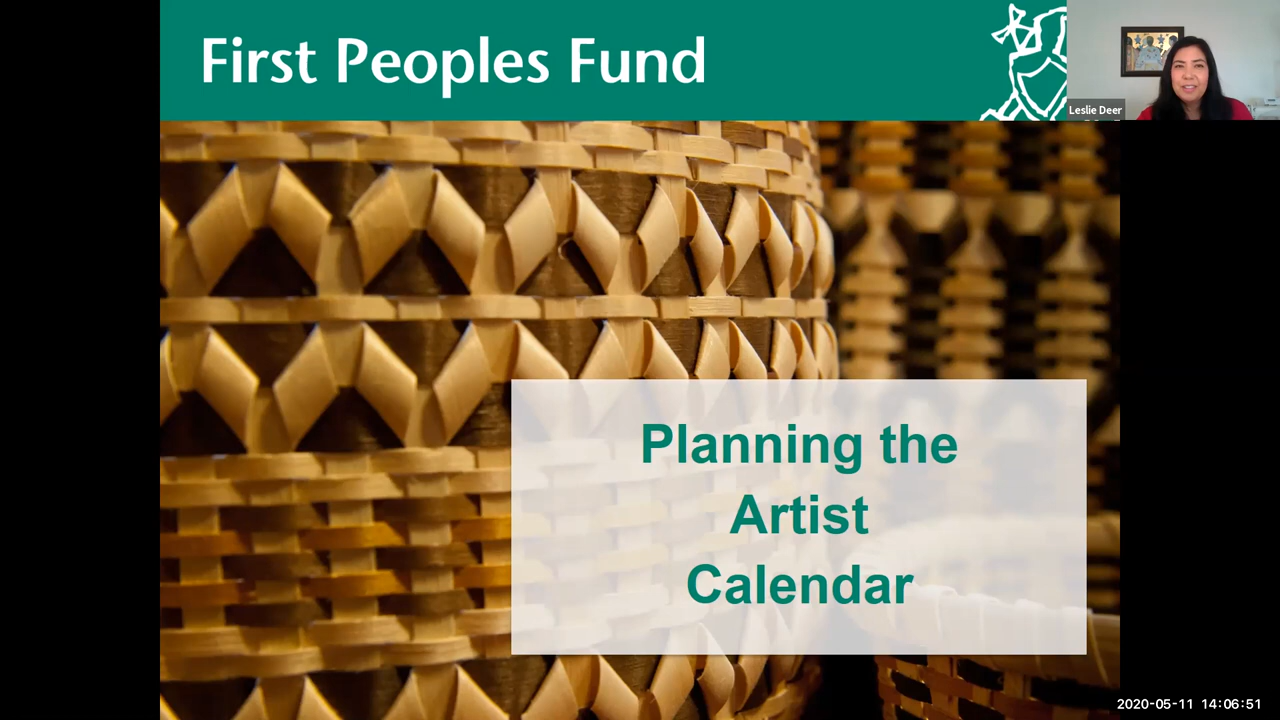 First Peoples Fund
Leslie Deer
Planning the
Artist
Calendar
2020-05-11 14:06:51